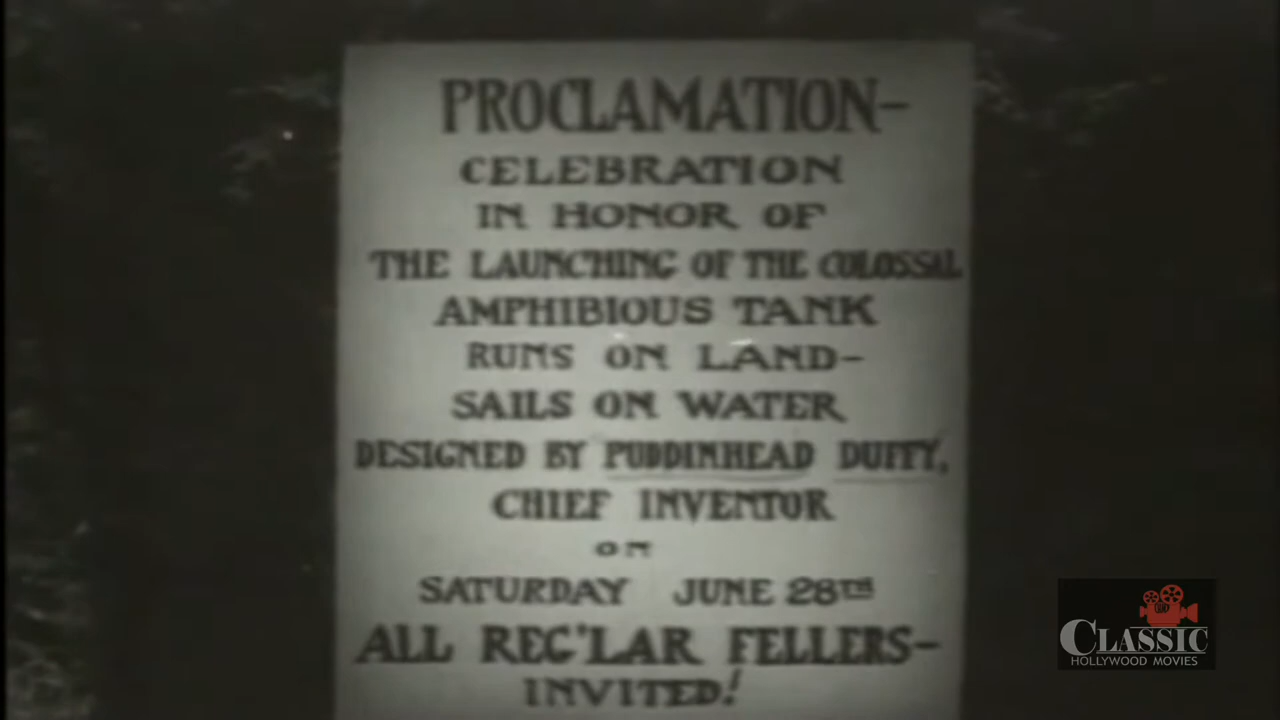 PROCLAMATION-
CELEBRATION
IN HONOR OF
THE LAUNCHING OF THE COLOSSAL
AMPHIBIOUS TANK
RUNS ON LAND-
SAILS ON WATER
DESIGNED BY PUDDINHEAD DUFFY,
CHIEF INVENTOR
ON
SATURDAY JUNE 28TH
ALL REG'LAR FELLERS-
INVITED!
CLASSIC
HOLLYWOOD MOVIES